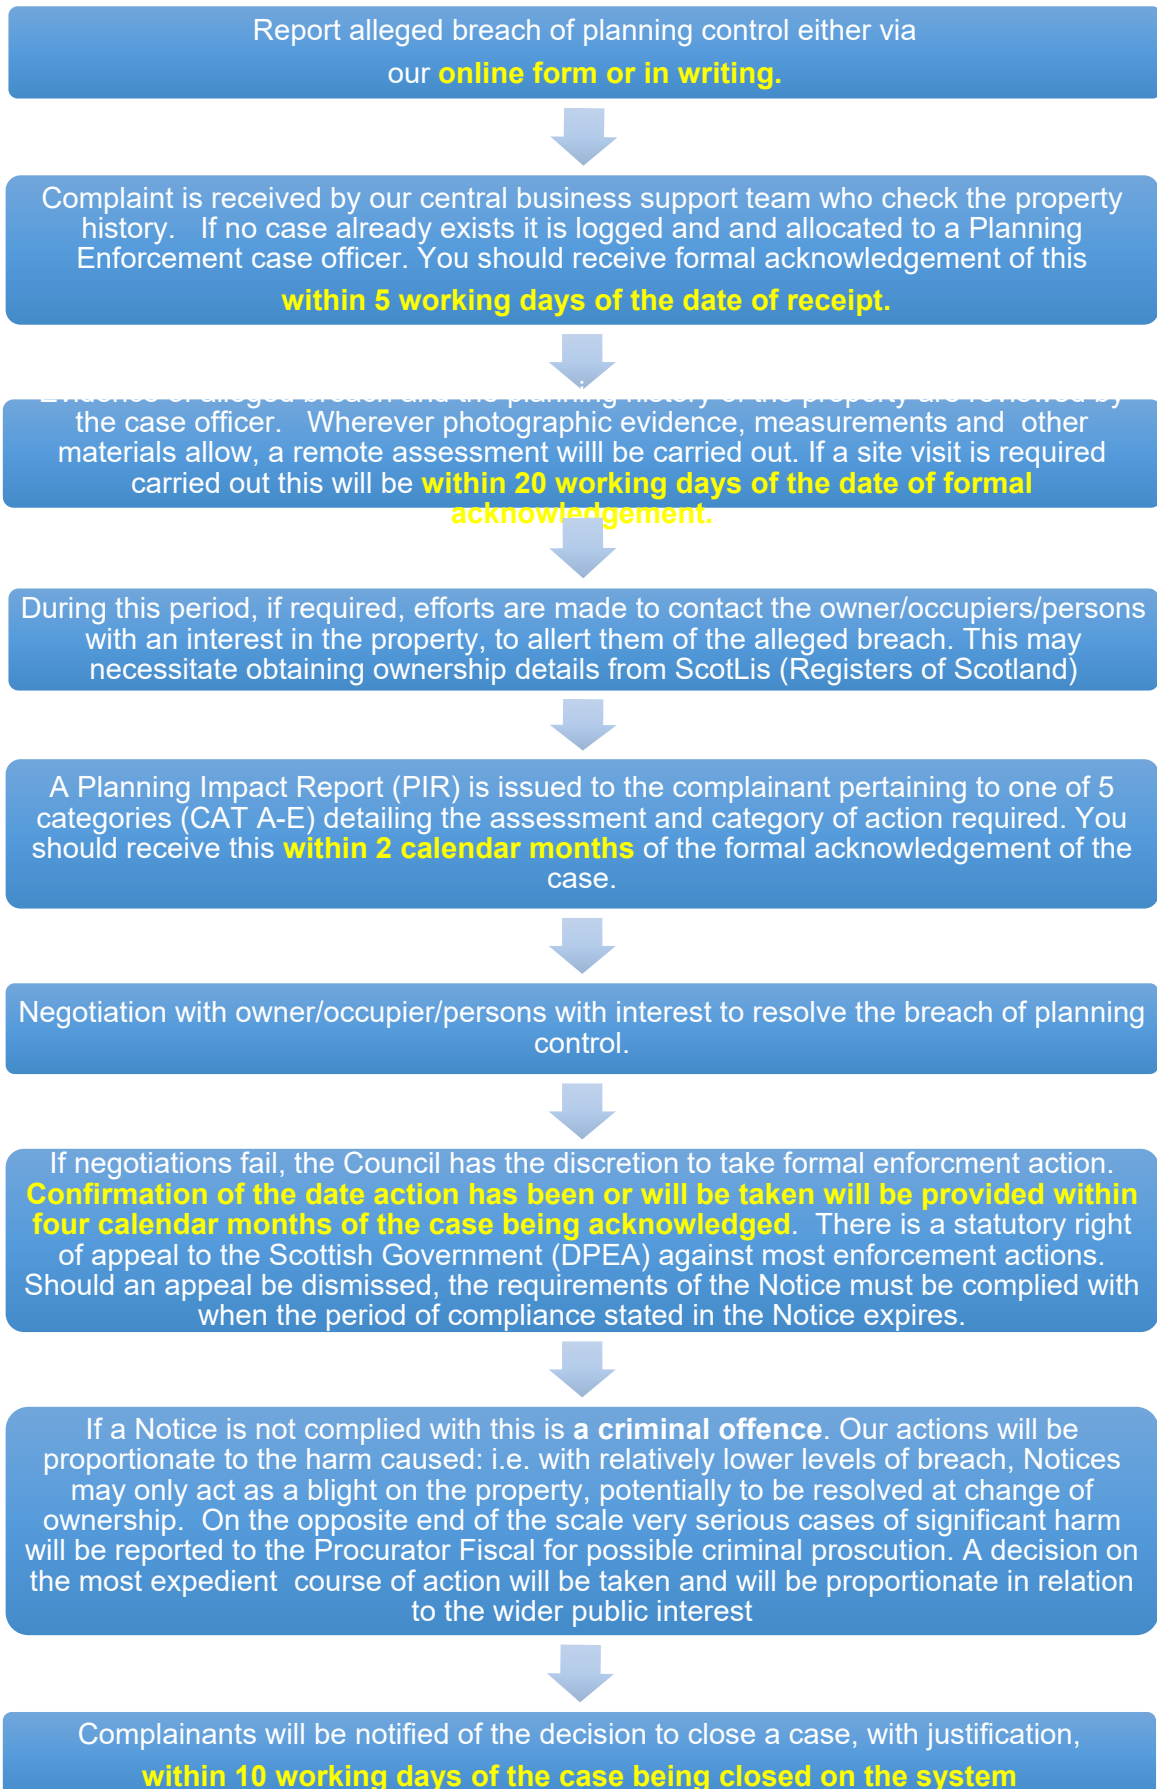 Report alleged breach of planning control either via
our online form or in writing.
Complaint is received by our central business support team who check the property
history. If no case already exists it is logged and and allocated to a Planning
Enforcement case officer. You should receive formal acknowledgement of this
within 5 working days of the date of receipt.
.
Evidence of alleged breach and the planning history of the property are reviewed by
the case officer. Wherever photographic evidence, measurements and other
materials allow, a remote assessment willl be carried out. If a site visit is required
carried out this will be within 20 working days of the date of formal
acknowledgement.
During this period, if required, efforts are made to contact the owner/occupiers/persons
with an interest in the property, to allert them of the alleged breach. This may
necessitate obtaining ownership details from ScotLis (Registers of Scotland)
A Planning Impact Report (PIR) is issued to the complainant pertaining to one of 5
categories (CAT A-E) detailing the assessment and category of action required. You
should receive this within 2 calendar months of the formal acknowledgement of the
case.
Negotiation with owner/occupier/persons with interest to resolve the breach of planning
control.
If negotiations fail, the Council has the discretion to take formal enforcment action.
Confirmation of the date action has been or will be taken will be provided within
four calendar months of the case being acknowledged. There is a statutory right
of appeal to the Scottish Government (DPEA) against most enforcement actions.
Should an appeal be dismissed, the requirements of the Notice must be complied with
when the period of compliance stated in the Notice expires.
If a Notice is not complied with this is a criminal offence. Our actions will be
proportionate to the harm caused: i.e. with relatively lower levels of breach, Notices
may only act as a blight on the property, potentially to be resolved at change of
ownership. On the opposite end of the scale very serious cases of significant harm
will be reported to the Procurator Fiscal for possible criminal proscution. A decision on
the most expedient course of action will be taken and will be proportionate in relation
to the wider public interest
Complainants will be notified of the decision to close a case, with justification,
within 10 working days of the case being closed on the system